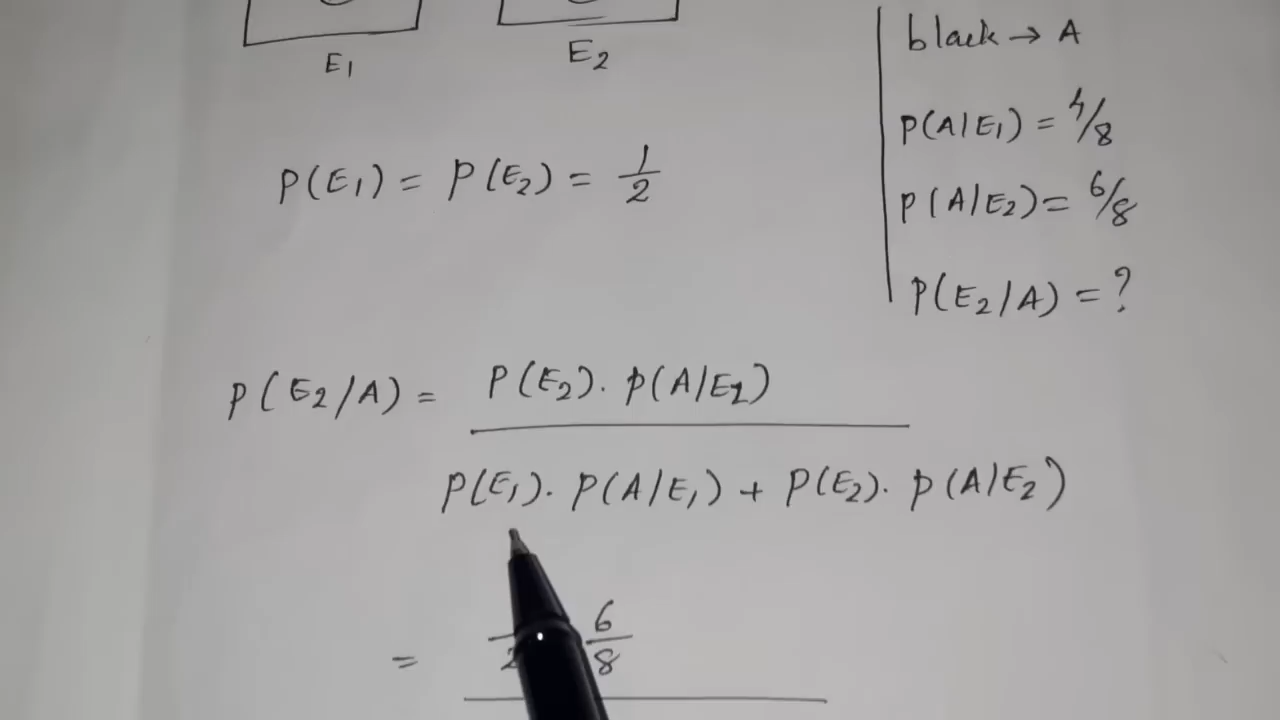 E1 E2
black → A
P(A/E1) = 4/8
P(E1) = P(E2) = 1/2
P(A/E2) = 6/8
P(E2/A) = ?
P(E2/A) = P(E2). P(A/E2)
P(E1). P(A/E1) + P(E2). P(A/E2)
= 6/8